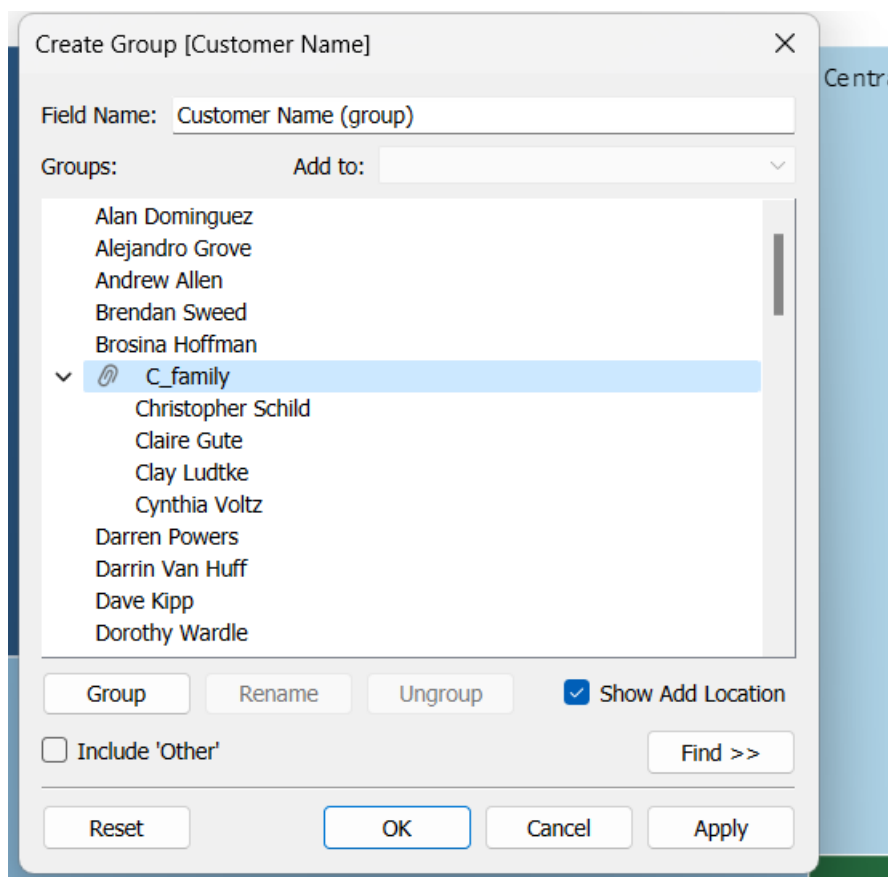 Create Group [Customer Name]
Field Name: Customer Name (group)
Groups: Add to:
Alan Dominguez
Alejandro Grove
Andrew Allen
Brendan Sweed
Brosina Hoffman
C_family
Christopher Schild
Claire Gute
Clay Ludtke
Cynthia Voltz
Darren Powers
Darrin Van Huff
Dave Kipp
Dorothy Wardle
Group Rename Ungroup Show Add Location
Include 'Other' Find >>
Reset OK Cancel Apply